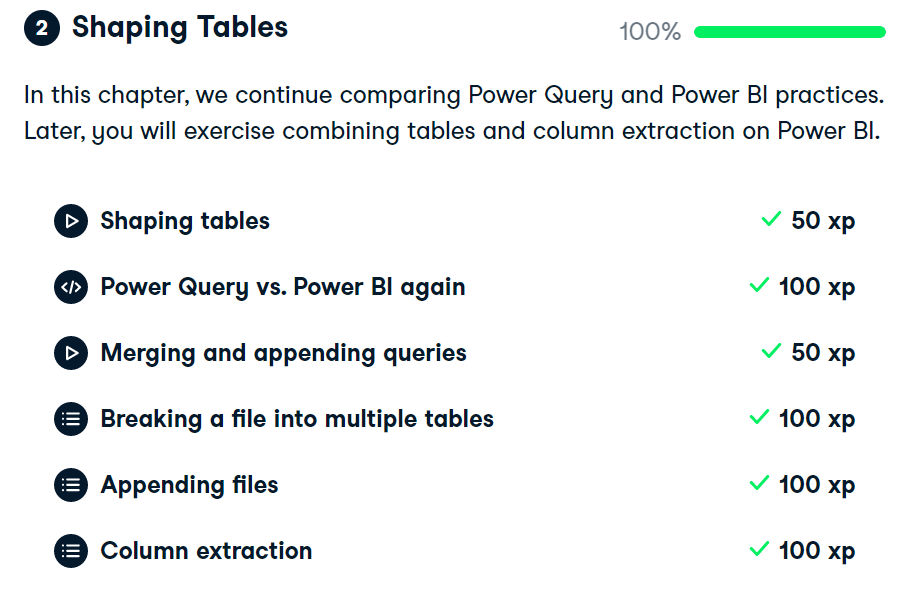 2 Shaping Tables 100%
In this chapter, we continue comparing Power Query and Power BI practices.
Later, you will exercise combining tables and column extraction on Power BI.
Shaping tables 50 xp
</> Power Query vs. Power BI again 100 xp
Merging and appending queries 50 xp
Breaking a file into multiple tables 100 xp
Appending files 100 xp
Column extraction 100 xp